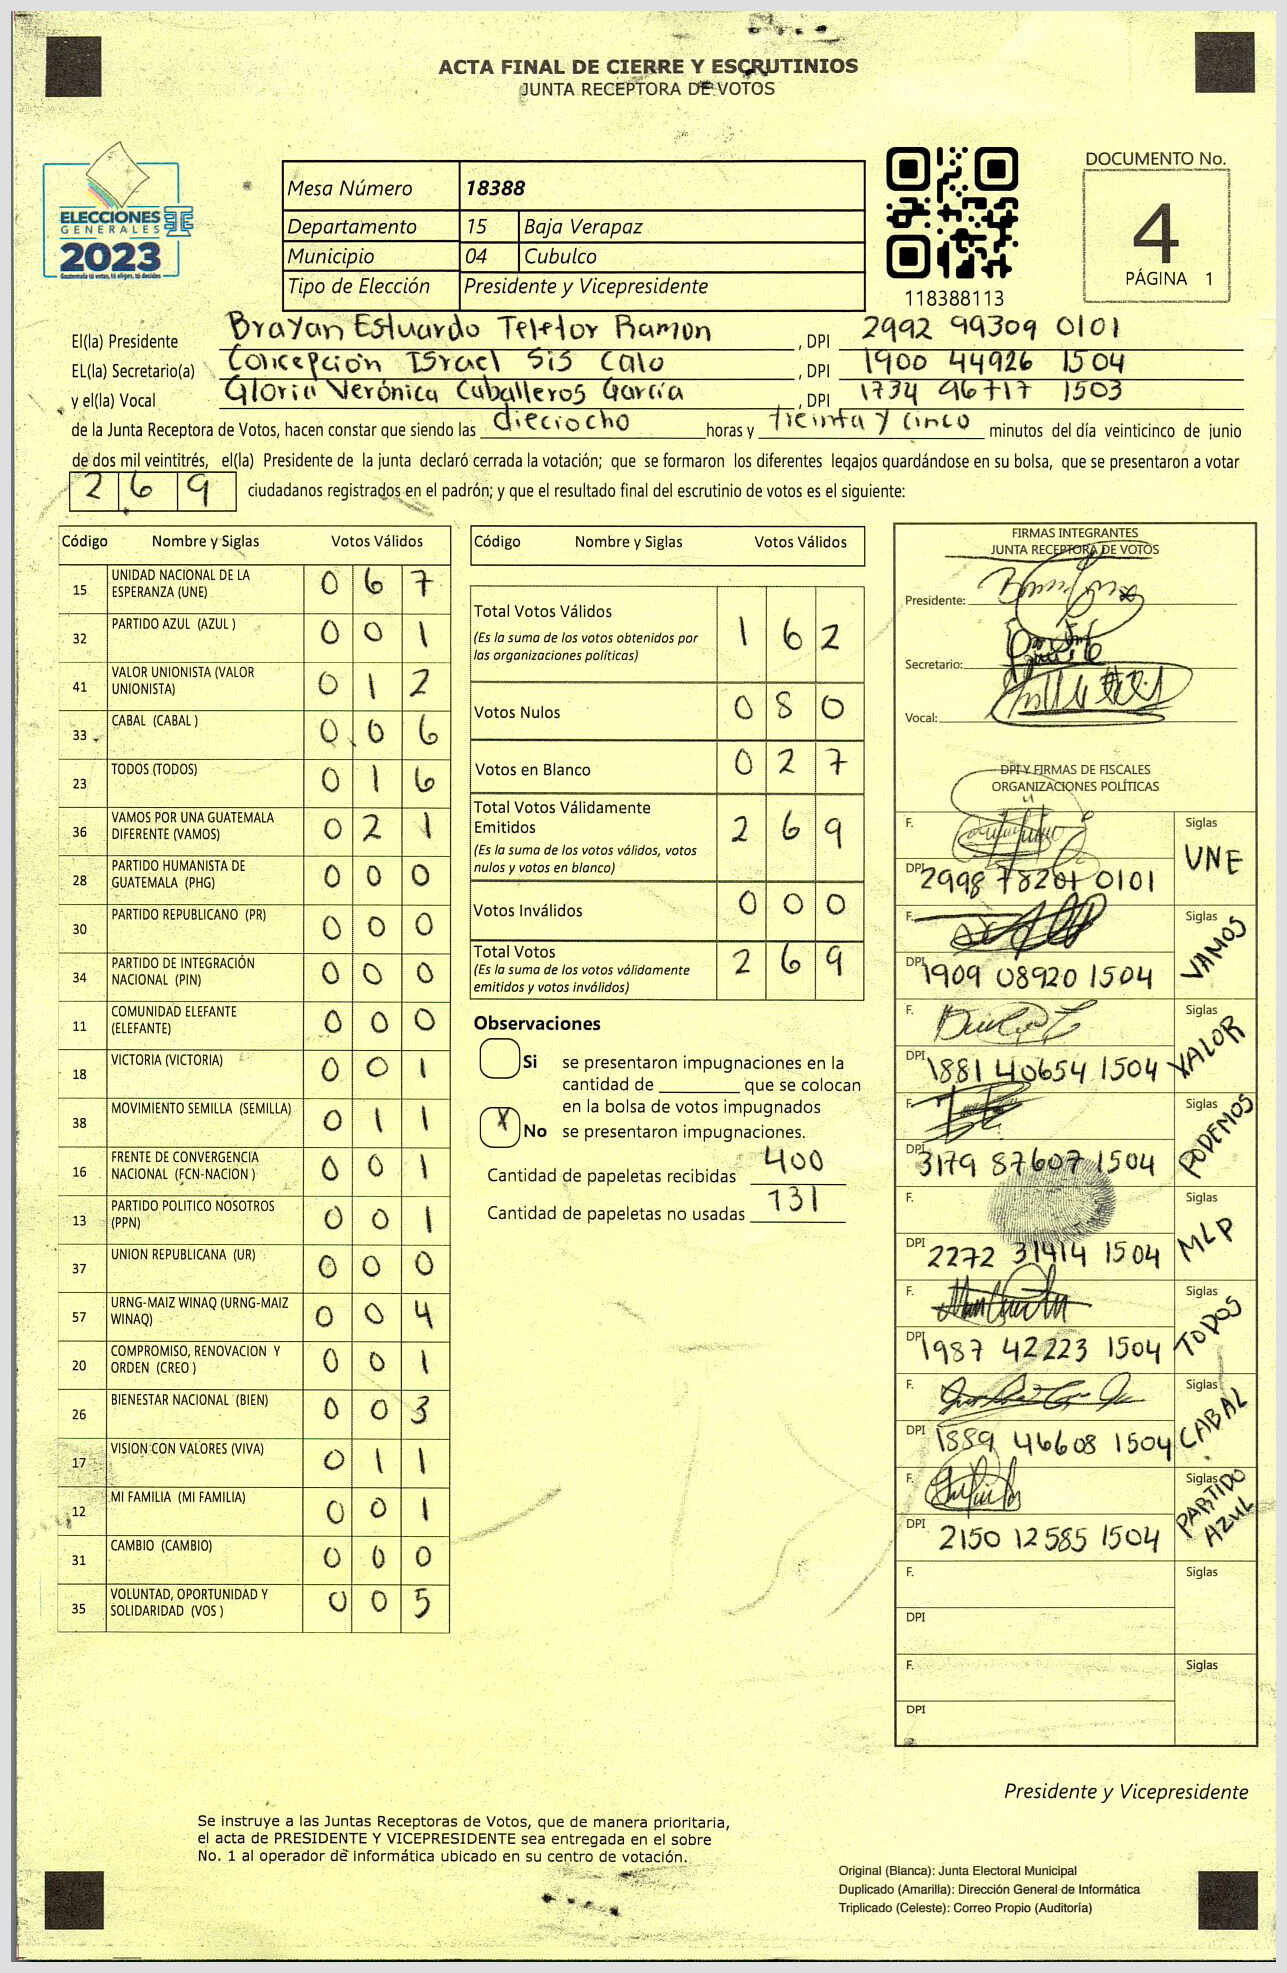 ACTA FINAL DE CIERRE Y ESCRUTINIOS
JUNTA RECEPTORA DE VOTOS
ELECCIONES
GENERALES
2023
Guatemala tú votas, tú eliges, tú decides
Mesa Número 18388
Departamento 15 Baja Verapaz
Municipio 04 Cubulco
Tipo de Elección Presidente y Vicepresidente
118388113
DOCUMENTO No.
4
PÁGINA 1
El(la) Presidente Brayan Estuardo Teletor Ramon , DPI 2992 99309 0101
EL(la) Secretario(a) Concepción Israel Sis Calo , DPI 1900 44926 1504
y el(la) Vocal Gloria Verónica Caballeros García , DPI 1734 96717 1503
de la Junta Receptora de Votos, hacen constar que siendo las dieciocho horas y treinta y cinco minutos del día veinticinco de junio
de dos mil veintitrés, el(la) Presidente de la junta declaró cerrada la votación; que se formaron los diferentes legajos guardándose en su bolsa, que se presentaron a votar
269 ciudadanos registrados en el padrón; y que el resultado final del escrutinio de votos es el siguiente:
Código Nombre y Siglas Votos Válidos
15 UNIDAD NACIONAL DE LA ESPERANZA (UNE) 0 6 7
32 PARTIDO AZUL (AZUL ) 0 0 1
41 VALOR UNIONISTA (VALOR UNIONISTA) 0 1 2
33 CABAL (CABAL ) 0 0 6
23 TODOS (TODOS) 0 1 6
36 VAMOS POR UNA GUATEMALA DIFERENTE (VAMOS) 0 2 1
28 PARTIDO HUMANISTA DE GUATEMALA (PHG) 0 0 0
30 PARTIDO REPUBLICANO (PR) 0 0 0
34 PARTIDO DE INTEGRACIÓN NACIONAL (PIN) 0 0 0
11 COMUNIDAD ELEFANTE (ELEFANTE) 0 0 0
18 VICTORIA (VICTORIA) 0 0 1
38 MOVIMIENTO SEMILLA (SEMILLA) 0 1 1
16 FRENTE DE CONVERGENCIA NACIONAL (FCN-NACION ) 0 0 1
13 PARTIDO POLITICO NOSOTROS (PPN) 0 0 1
37 UNION REPUBLICANA (UR) 0 0 0
57 URNG-MAIZ WINAQ (URNG-MAIZ WINAQ) 0 0 4
20 COMPROMISO, RENOVACION Y ORDEN (CREO ) 0 0 1
26 BIENESTAR NACIONAL (BIEN) 0 0 3
17 VISION CON VALORES (VIVA) 0 1 1
12 MI FAMILIA (MI FAMILIA) 0 0 1
31 CAMBIO (CAMBIO) 0 0 0
35 VOLUNTAD, OPORTUNIDAD Y SOLIDARIDAD (VOS ) 0 0 5
Código Nombre y Siglas Votos Válidos
Total Votos Válidos 1 6 2
(Es la suma de los votos obtenidos por
las organizaciones políticas)
Votos Nulos 0 8 0
Votos en Blanco 0 2 7
Total Votos Válidamente
Emitidos 2 6 9
(Es la suma de los votos válidos, votos
nulos y votos en blanco)
Votos Inválidos 0 0 0
Total Votos 2 6 9
(Es la suma de los votos válidamente
emitidos y votos inválidos)
Observaciones
Si se presentaron impugnaciones en la
cantidad de ________ que se colocan
en la bolsa de votos impugnados
X No se presentaron impugnaciones.
Cantidad de papeletas recibidas 400
Cantidad de papeletas no usadas 131
FIRMAS INTEGRANTES
JUNTA RECEPTORA DE VOTOS
Presidente:
Secretario:
Vocal:
DPI Y FIRMAS DE FISCALES
ORGANIZACIONES POLÍTICAS
F. Siglas UNE
DPI 2998 78201 0101
F. Siglas VAMOS
DPI 1909 08920 1504
F. Siglas VALOR
DPI 1881 40654 1504
F. Siglas PODEMOS
DPI 3179 87607 1504
F. Siglas MLP
DPI 2272 31414 1504
F. Siglas TODOS
DPI 1987 42223 1504
F. Siglas CABAL
DPI 1889 46608 1504
F. Siglas PARTIDO AZUL
DPI 2150 12585 1504
F. Siglas
DPI
F. Siglas
DPI
Presidente y Vicepresidente
Se instruye a las Juntas Receptoras de Votos, que de manera prioritaria,
el acta de PRESIDENTE Y VICEPRESIDENTE sea entregada en el sobre
No. 1 al operador de informática ubicado en su centro de votación.
Original (Blanca): Junta Electoral Municipal
Duplicado (Amarilla): Dirección General de Informática
Triplicado (Celeste): Correo Propio (Auditoría)